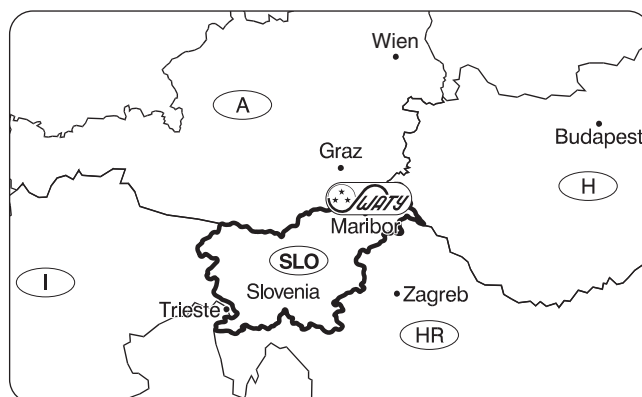 Wien
A
Budapest
Graz
H
SWATY
Maribor
SLO
I
Slovenia
Zagreb
Trieste
HR